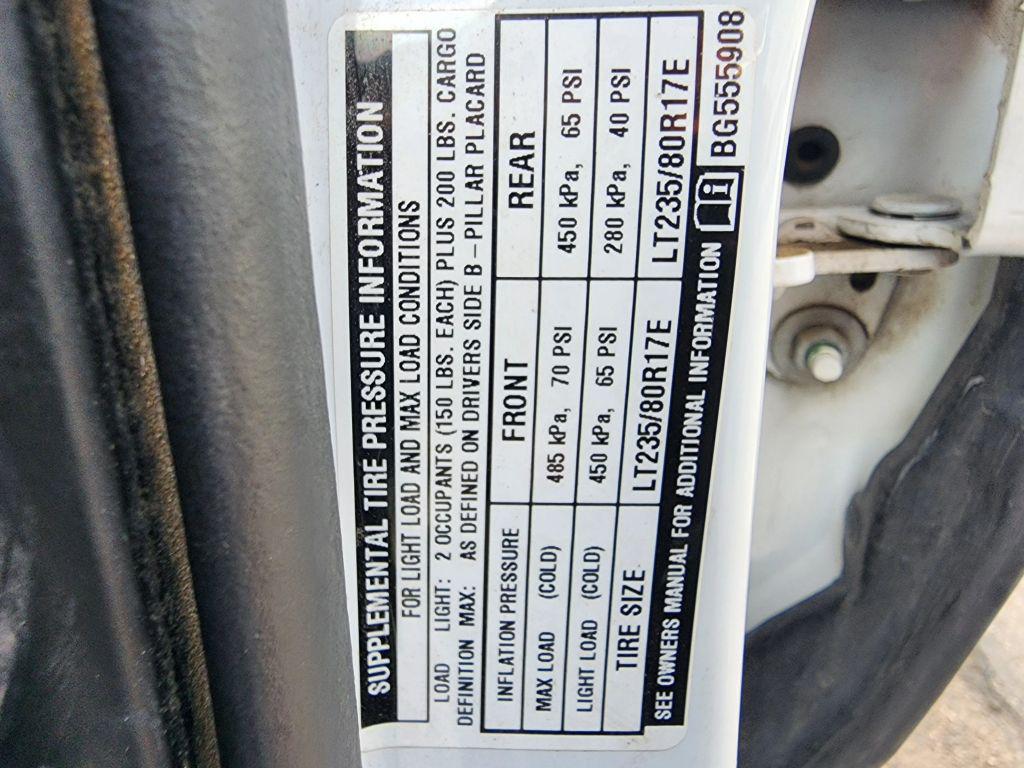 SUPPLEMENTAL TIRE PRESSURE INFORMATION
FOR LIGHT LOAD AND MAX LOAD CONDITIONS
LOAD LIGHT: 2 OCCUPANTS (150 LBS. EACH) PLUS 200 LBS. CARGO
DEFINITION MAX: AS DEFINED ON DRIVERS SIDE B-PILLAR PLACARD
INFLATION PRESSURE FRONT REAR
MAX LOAD (COLD) 485 kPa, 70 PSI 450 kPa, 65 PSI
LIGHT LOAD (COLD) 450 kPa, 65 PSI 280 kPa, 40 PSI
TIRE SIZE LT235/80R17E LT235/80R17E
SEE OWNERS MANUAL FOR ADDITIONAL INFORMATION i BG555908